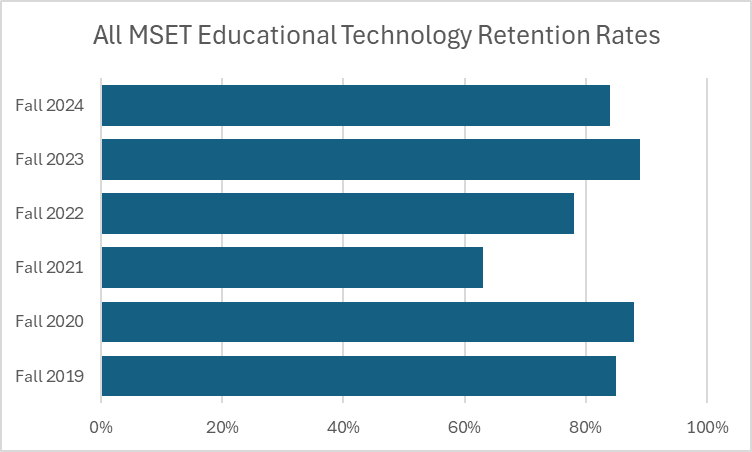 All MSET Educational Technology Retention Rates
Fall 2024
Fall 2023
Fall 2022
Fall 2021
Fall 2020
Fall 2019
0% 20% 40% 60% 80% 100%